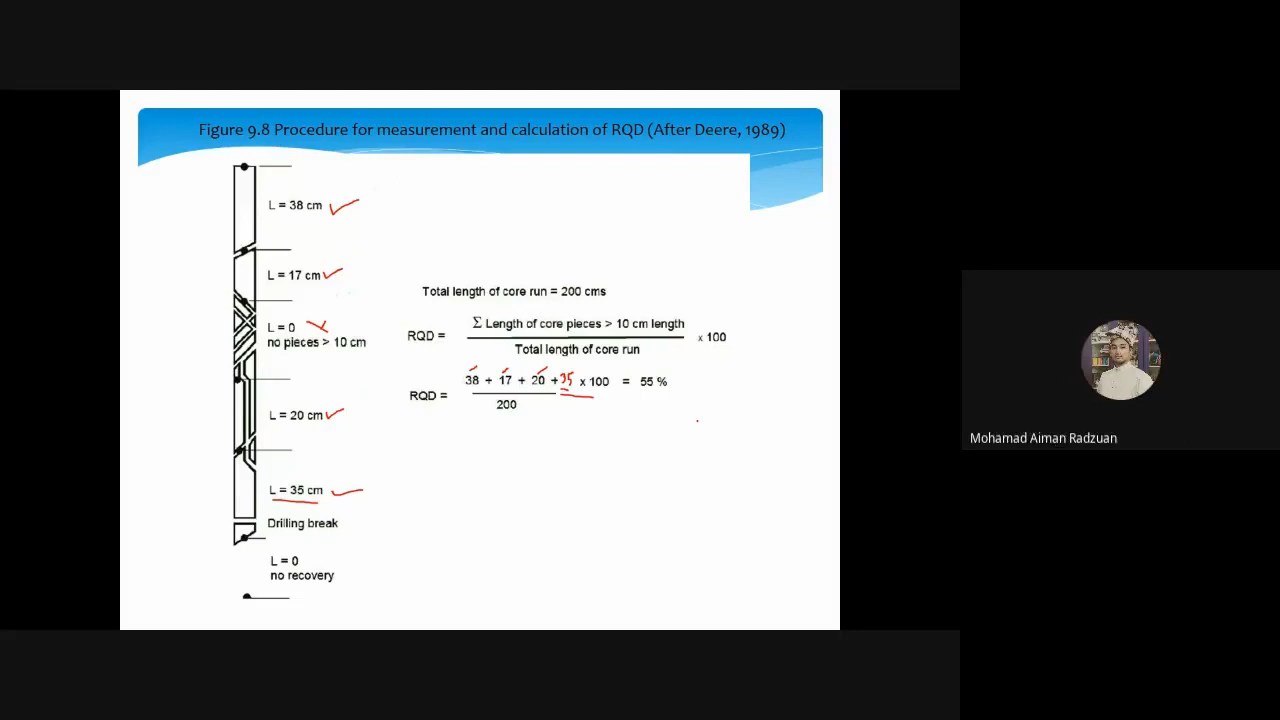 Figure 9.8 Procedure for measurement and calculation of RQD (After Deere, 1989)
L = 38 cm
L = 17 cm
L = 0
no pieces > 10 cm
L = 20 cm
L = 35 cm
Drilling break
L = 0
no recovery
Total length of core run = 200 cms
RQD = Σ Length of core pieces > 10 cm length x 100
Total length of core run
RQD = 38 + 17 + 20 + 35 x 100 = 55 %
200
Mohamad Aiman Radzuan